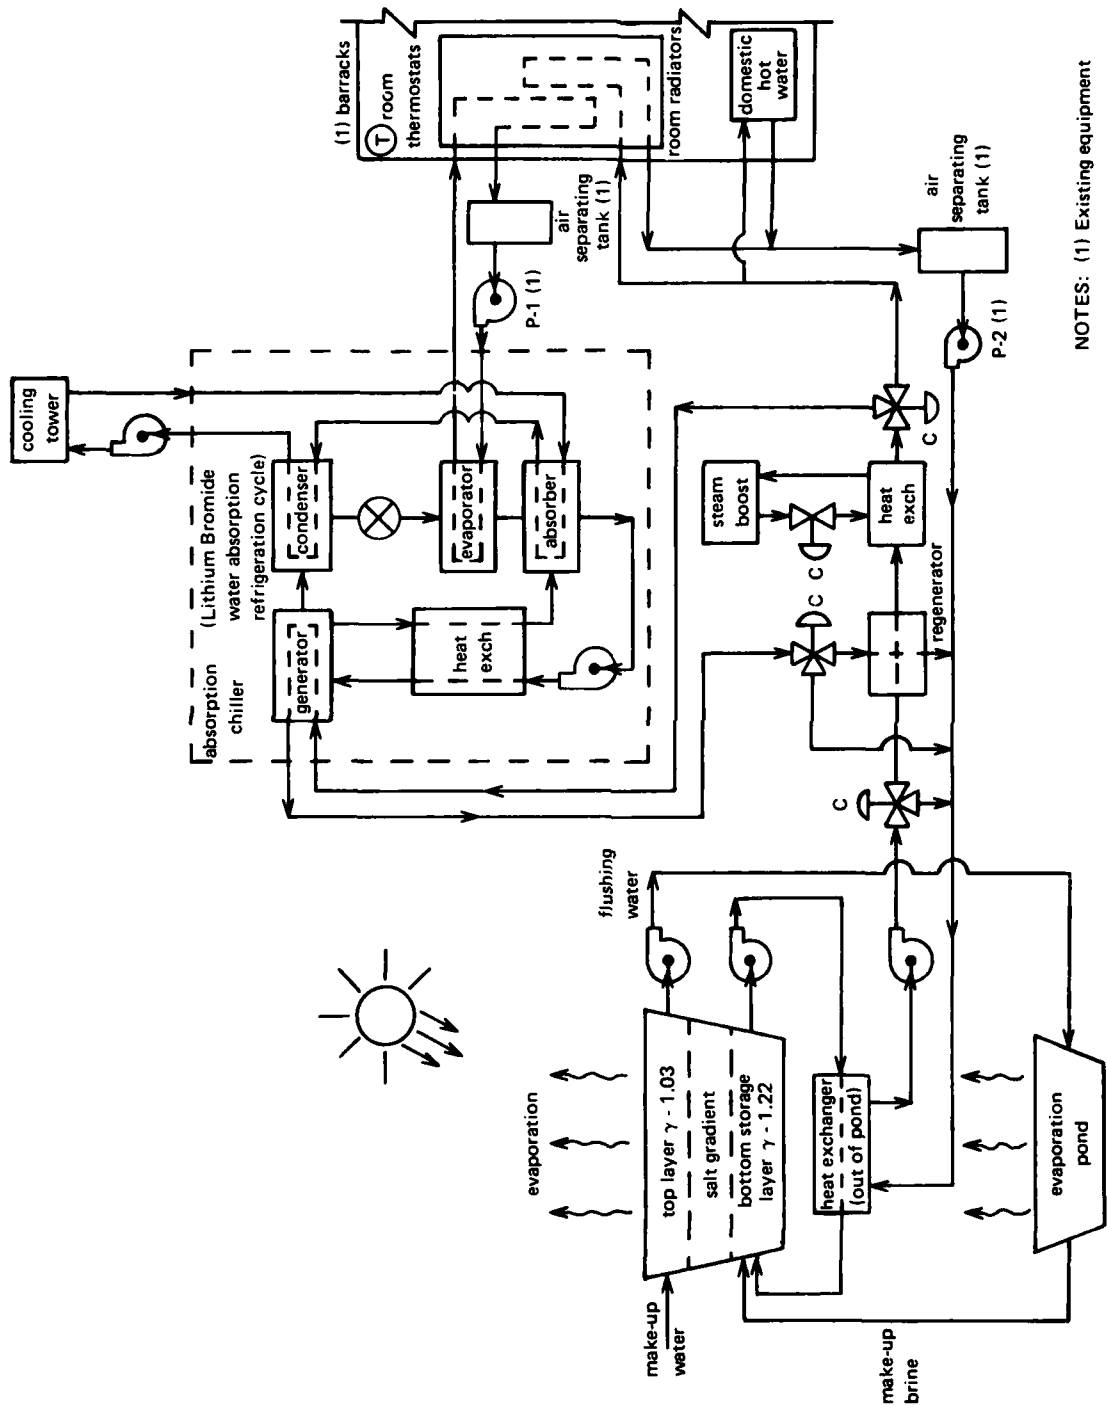 (1) barracks
T
room
thermostats
room radiators
domestic
hot
water
air
separating
tank (1)
P-1 (1)
cooling
tower
absorption
chiller
(Lithium Bromide
water absorption
refrigeration cycle)
condenser
evaporator
absorber
generator
heat
exch
air
separating
tank (1)
P-2 (1)
steam
boost
heat
exch
regenerator
C
C
C
C
flushing
water
evaporation
top layer γ - 1.03
salt gradient
bottom storage
layer γ - 1.22
heat exchanger
(out of pond)
evaporation
pond
make-up
water
make-up
brine
NOTES: (1) Existing equipment